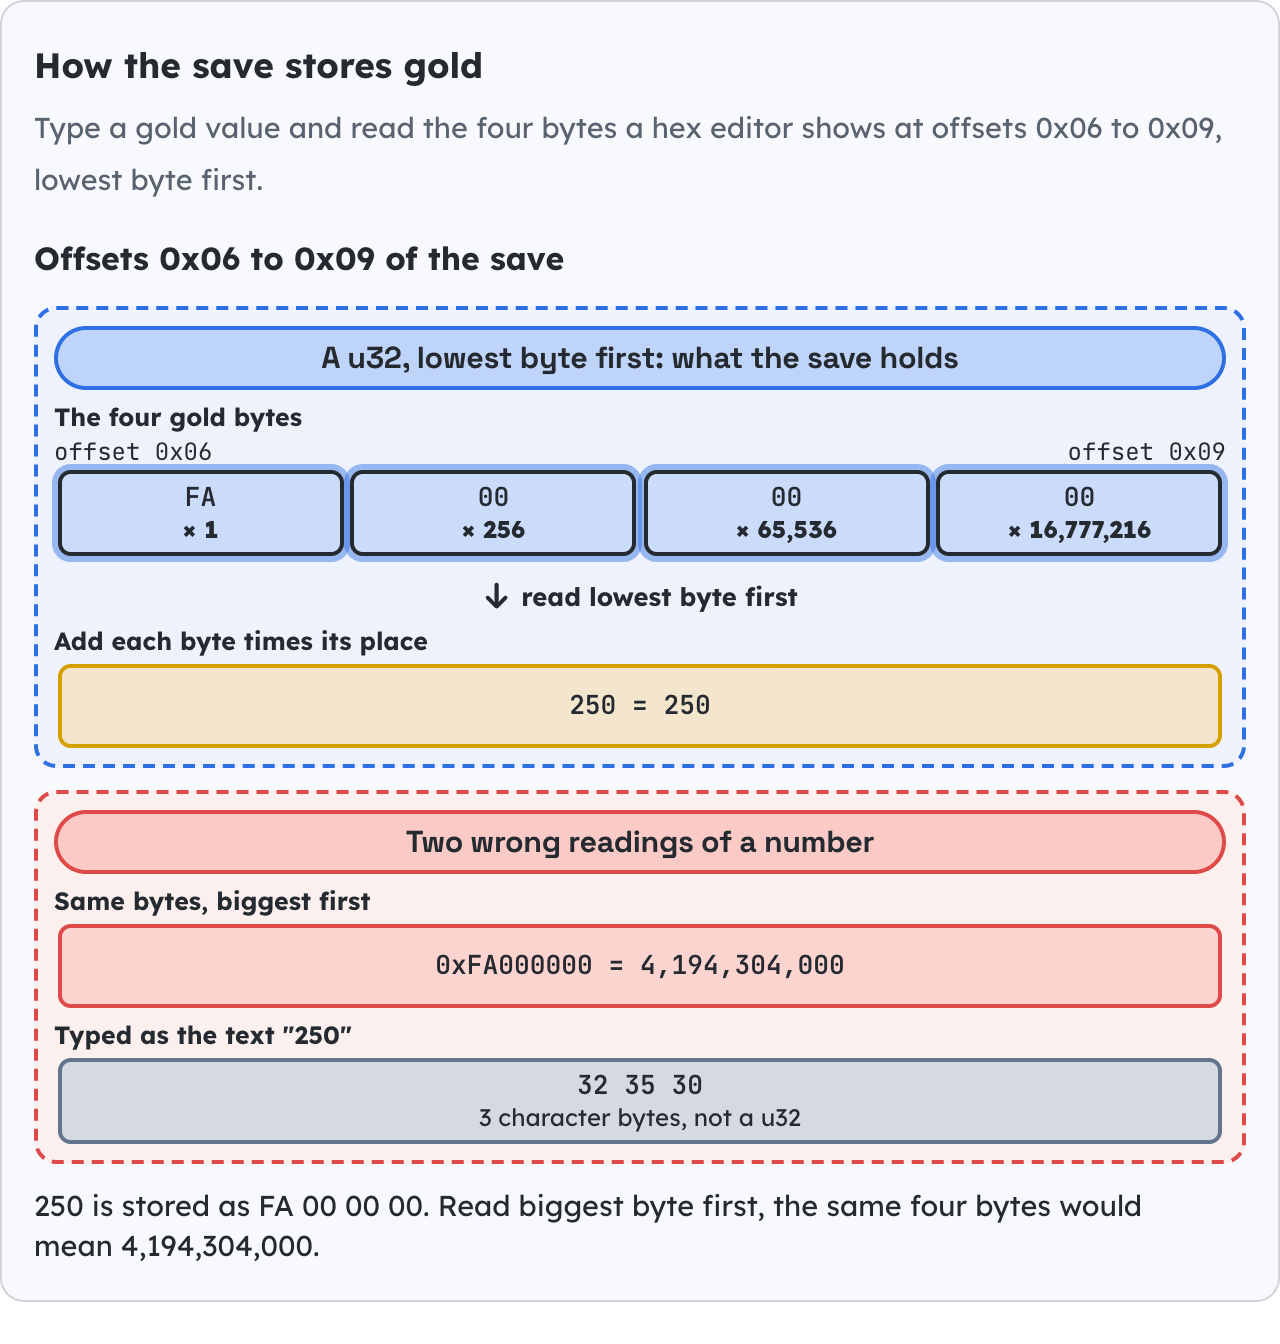 How the save stores gold
Type a gold value and read the four bytes a hex editor shows at offsets 0x06 to 0x09,
lowest byte first.
Offsets 0x06 to 0x09 of the save
A u32, lowest byte first: what the save holds
The four gold bytes
offset 0x06 offset 0x09
FA 00 00 00
× 1 × 256 × 65,536 × 16,777,216
↓ read lowest byte first
Add each byte times its place
250 = 250
Two wrong readings of a number
Same bytes, biggest first
0xFA000000 = 4,194,304,000
Typed as the text "250"
32 35 30
3 character bytes, not a u32
250 is stored as FA 00 00 00. Read biggest byte first, the same four bytes would
mean 4,194,304,000.